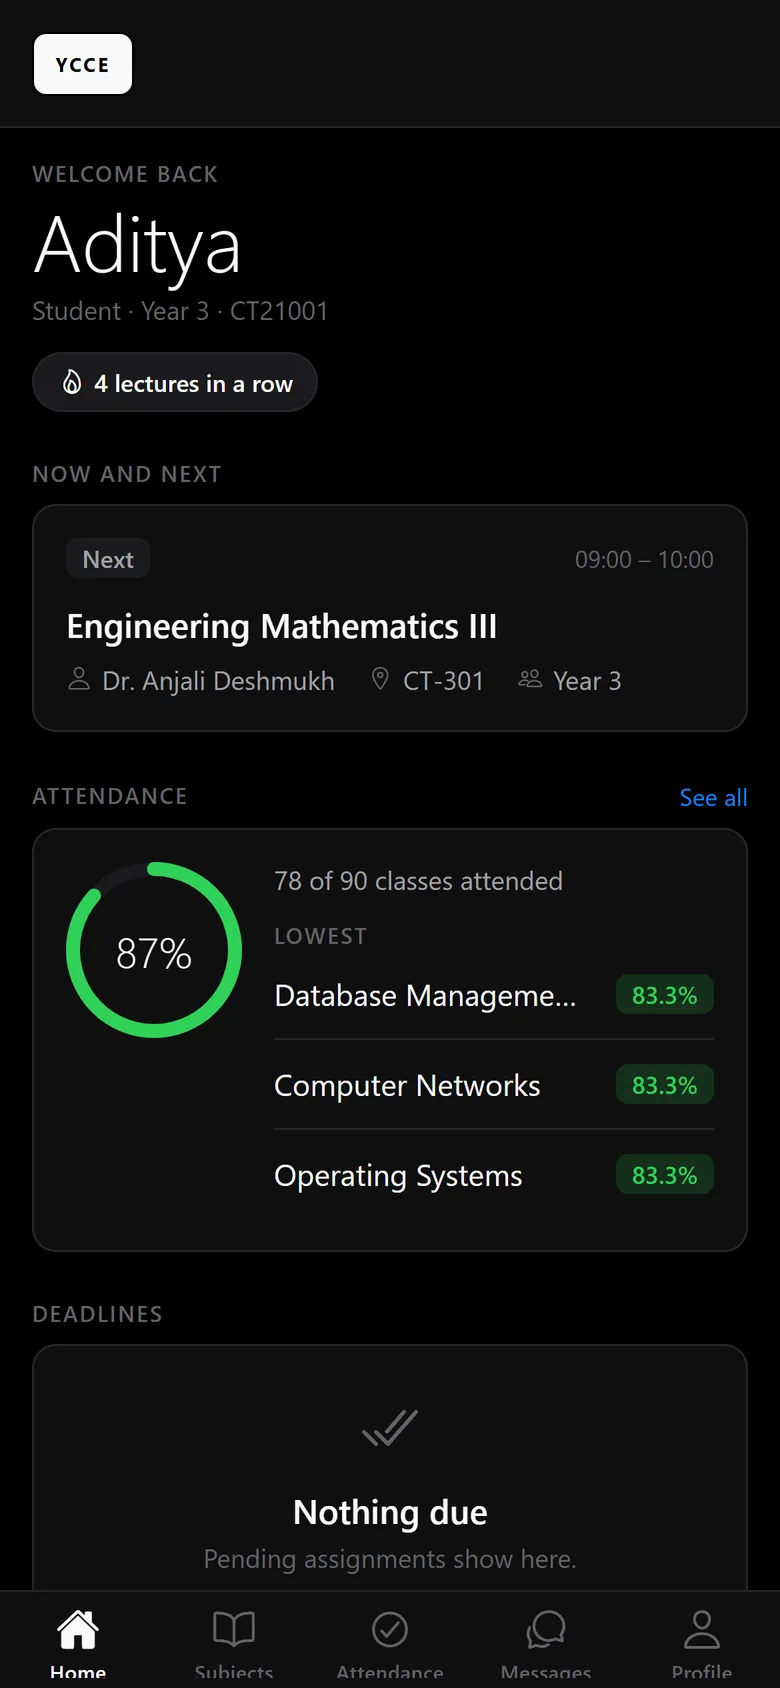 YCCE
WELCOME BACK
Aditya
Student · Year 3 · CT21001
4 lectures in a row
NOW AND NEXT
Next
09:00 – 10:00
Engineering Mathematics III
Dr. Anjali Deshmukh
CT-301
Year 3
ATTENDANCE
See all
87%
78 of 90 classes attended
LOWEST
Database Manageme...
83.3%
Computer Networks
83.3%
Operating Systems
83.3%
DEADLINES
Nothing due
Pending assignments show here.
Home
Subjects
Attendance
Messages
Profile